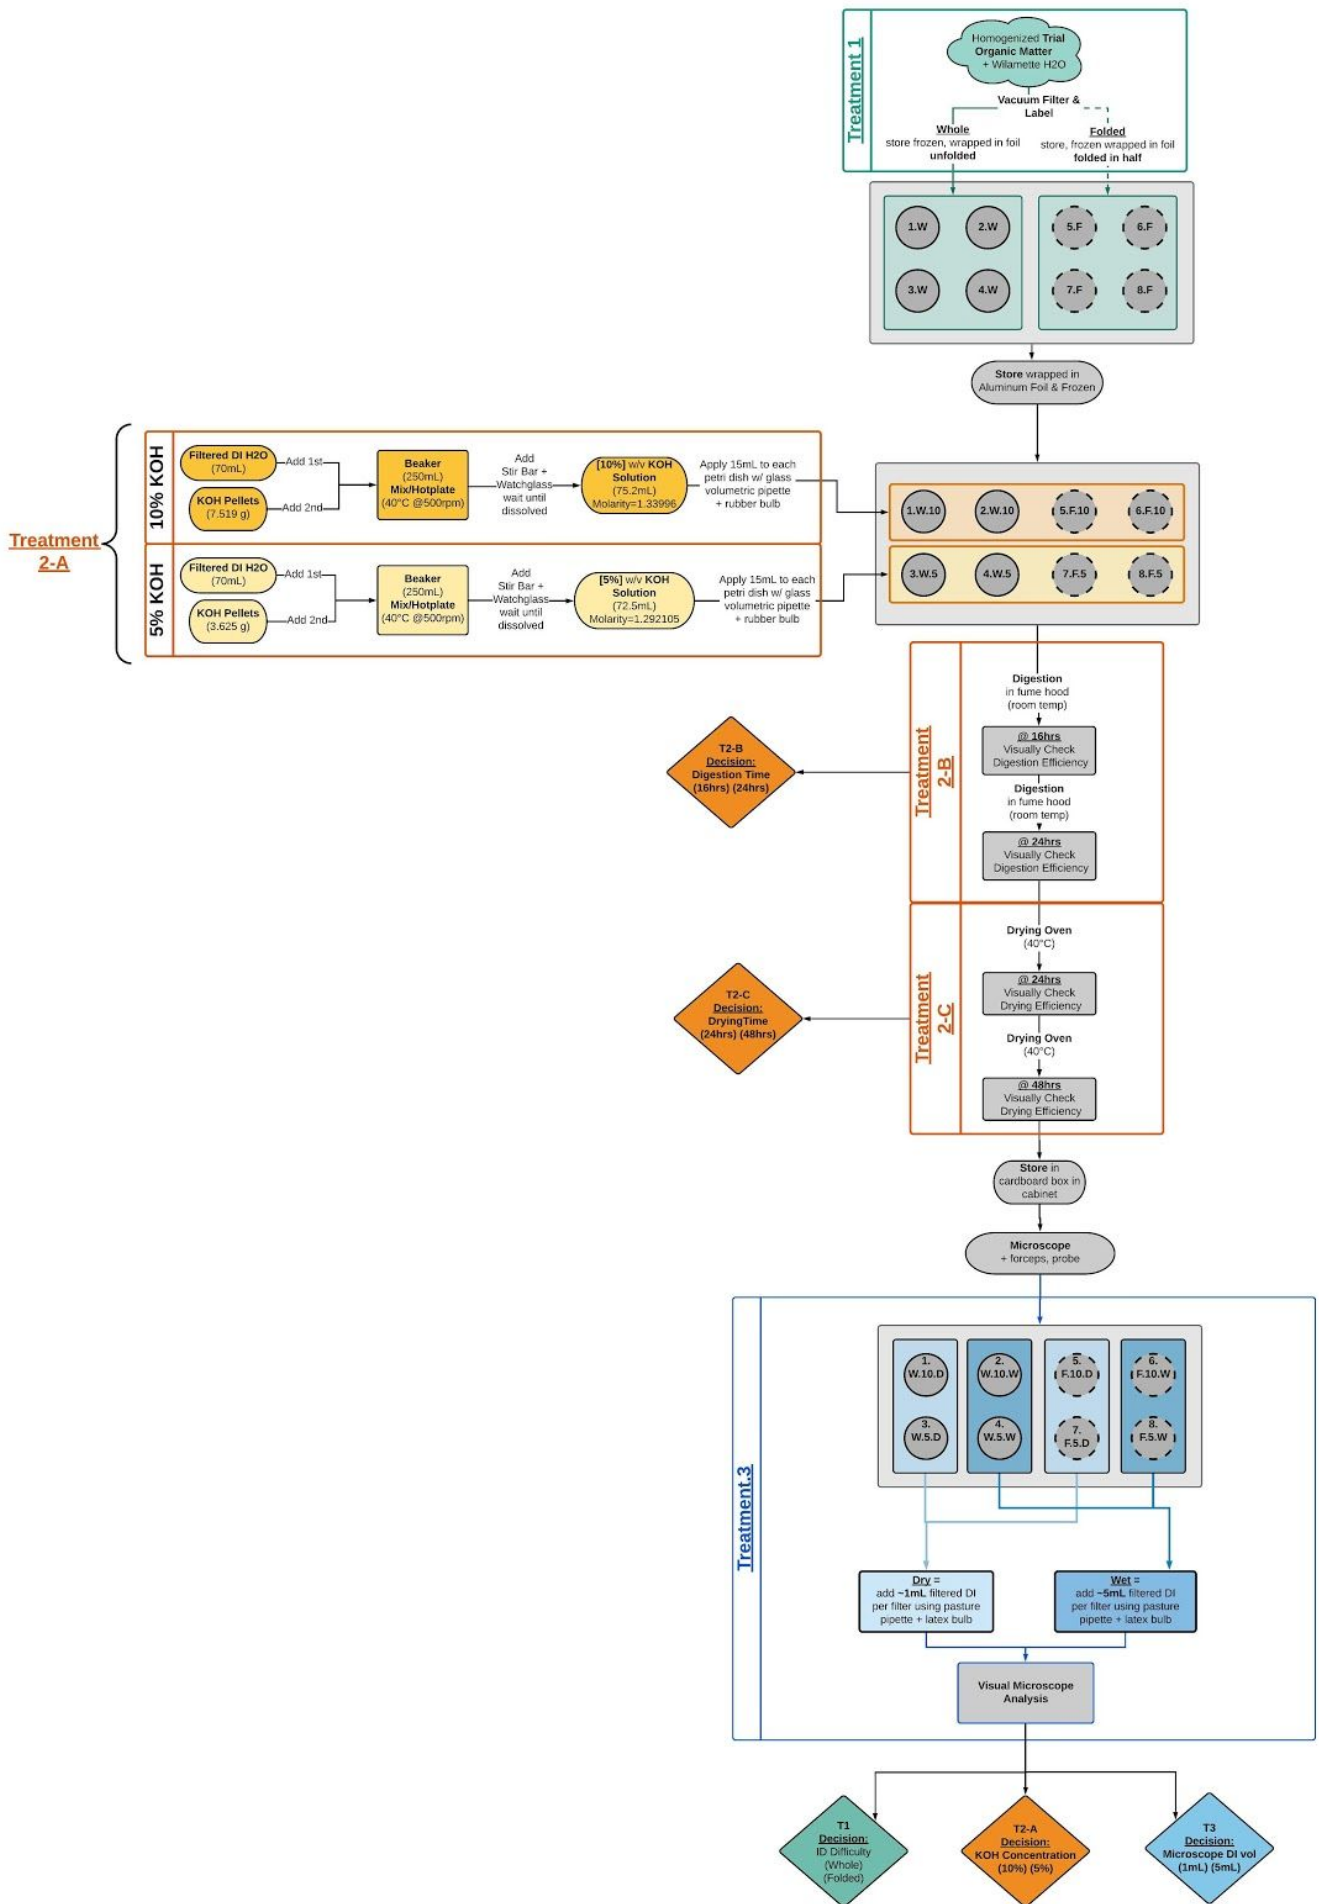 Treatment 1
Homogenized Trial
Organic Matter
+ Wilamette H2O
Vacuum Filter &
Label
Whole
store frozen, wrapped in foil
unfolded
Folded
store, frozen wrapped in foil
folded in half
1.W
2.W
5.F
6.F
3.W
4.W
7.F
8.F
Store wrapped in
Aluminum Foil & Frozen
Treatment
2-A
10% KOH
Filtered DI H2O
(70mL)
Add 1st
KOH Pellets
(7.519 g)
Add 2nd
Beaker
(250mL)
Mix/Hotplate
(40°C @500rpm)
Add
Stir Bar +
Watchglass
wait until
dissolved
[10%] w/v KOH
Solution
(75.2mL)
Molarity=1.33996
Apply 15mL to each
petri dish w/ glass
volumetric pipette
+ rubber bulb
1.W.10
2.W.10
5.F.10
6.F.10
5% KOH
Filtered DI H2O
(70mL)
Add 1st
KOH Pellets
(3.625 g)
Add 2nd
Beaker
(250mL)
Mix/Hotplate
(40°C @500rpm)
Add
Stir Bar +
Watchglass
wait until
dissolved
[5%] w/v KOH
Solution
(72.5mL)
Molarity=1.292105
Apply 15mL to each
petri dish w/ glass
volumetric pipette
+ rubber bulb
3.W.5
4.W.5
7.F.5
8.F.5
Treatment
2-B
Digestion
in fume hood
(room temp)
@ 16hrs
Visually Check
Digestion Efficiency
Digestion
in fume hood
(room temp)
@ 24hrs
Visually Check
Digestion Efficiency
T2-B
Decision:
Digestion Time
(16hrs) (24hrs)
Treatment
2-C
Drying Oven
(40°C)
@ 24hrs
Visually Check
Drying Efficiency
Drying Oven
(40°C)
@ 48hrs
Visually Check
Drying Efficiency
T2-C
Decision:
DryingTime
(24hrs) (48hrs)
Store in
cardboard box in
cabinet
Microscope
+ forceps, probe
Treatment.3
1.
W.10.D
2.
W.10.W
5.
F.10.D
6.
F.10.W
3.
W.5.D
4.
W.5.W
7.
F.5.D
8.
F.5.W
Dry =
add ~1mL filtered DI
per filter using pasture
pipette + latex bulb
Wet =
add ~5mL filtered DI
per filter using pasture
pipette + latex bulb
Visual Microscope
Analysis
T1
Decision:
ID Difficulty
(Whole)
(Folded)
T2-A
Decision:
KOH Concentration
(10%) (5%)
T3
Decision:
Microscope DI vol
(1mL) (5mL)